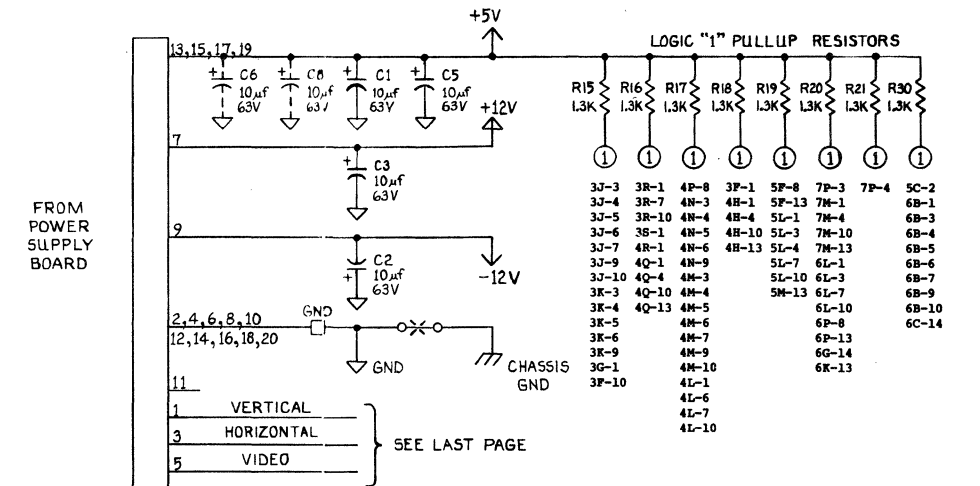 +5V
LOGIC "1" PULLUP RESISTORS
13,15,17,19
+ C6 10µf 63V
+ C8 10µf 63V
+ C1 10µf 63V
+ C5 10µf 63V
R15 1.3K
R16 1.3K
R17 1.3K
R18 1.3K
R19 1.3K
R20 1.3K
R21 1.3K
R30 1.3K
1 1 1 1 1 1 1 1
+12V
7
+ C3 10µf 63V
FROM
POWER
SUPPLY
BOARD
9
+ C2 10µf 63V
-12V
2,4,6,8,10
12,14,16,18,20
GND
GND
CHASSIS
GND
11
1 VERTICAL
3 HORIZONTAL
5 VIDEO
SEE LAST PAGE
3J-3 3R-1 4P-8 3F-1 5F-8 7P-3 7P-4 5C-2
3J-4 3R-7 4N-3 4H-1 5F-13 7M-1 6B-1
3J-5 3R-10 4N-4 4H-4 5L-1 7M-4 6B-3
3J-6 3S-1 4N-5 4H-10 5L-3 7M-10 6B-4
3J-7 4R-1 4N-6 4H-13 5L-4 7M-13 6B-5
3J-9 4Q-1 4N-9 5L-7 6L-1 6B-6
3J-10 4Q-4 4M-3 5L-10 6L-3 6B-7
3K-3 4Q-10 4M-4 5M-13 6L-7 6B-9
3K-4 4Q-13 4M-5 6L-10 6B-10
3K-5 4M-6 6P-8 6C-14
3K-6 4M-7 6P-13
3K-9 4M-9 6G-14
3G-1 4M-10 6K-13
3F-10 4L-1
4L-6
4L-7
4L-10